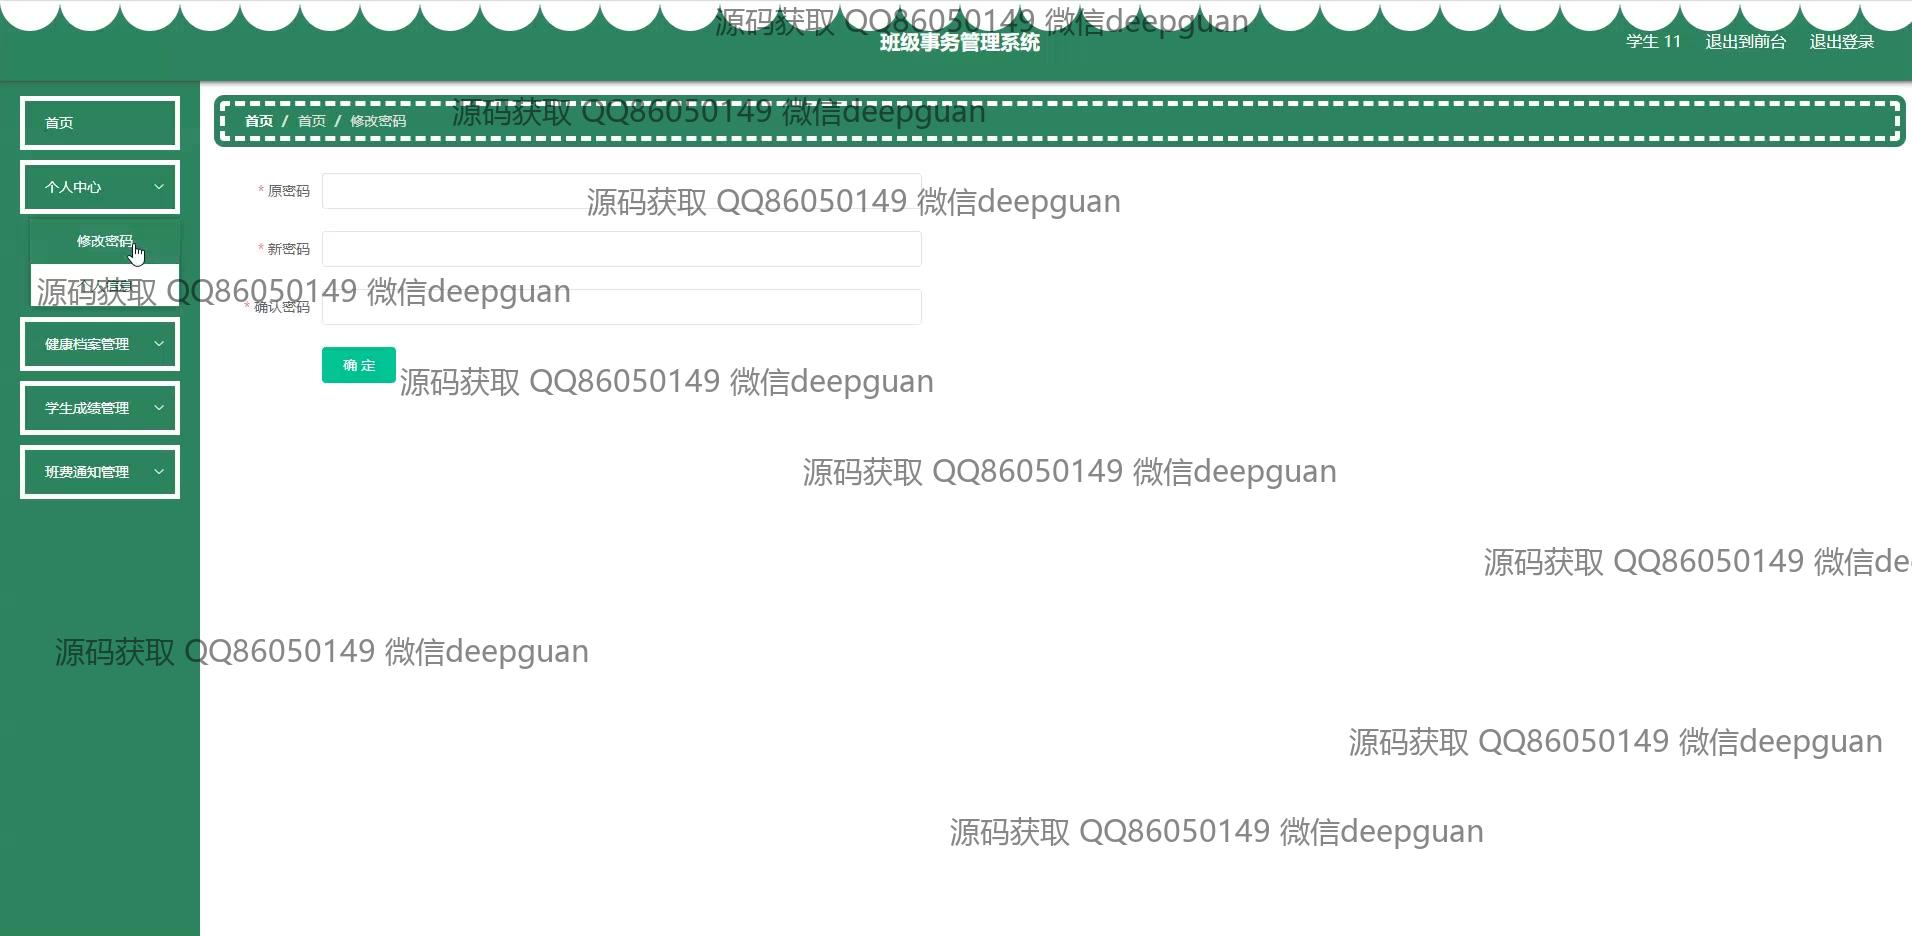 源码获取 QQ86050149 微信deepguan
班级事务管理系统
学生 11 退出到前台 退出登录
首页
首页 / 首页 / 修改密码
源码获取 QQ86050149 微信deepguan
个人中心
* 原密码
源码获取 QQ86050149 微信deepguan
修改密码
* 新密码
个人信息
源码获取 QQ86050149 微信deepguan
* 确认密码
健康档案管理
确 定
源码获取 QQ86050149 微信deepguan
学生成绩管理
班费通知管理
源码获取 QQ86050149 微信deepguan
源码获取 QQ86050149 微信de
源码获取 QQ86050149 微信deepguan
源码获取 QQ86050149 微信deepguan
源码获取 QQ86050149 微信deepguan